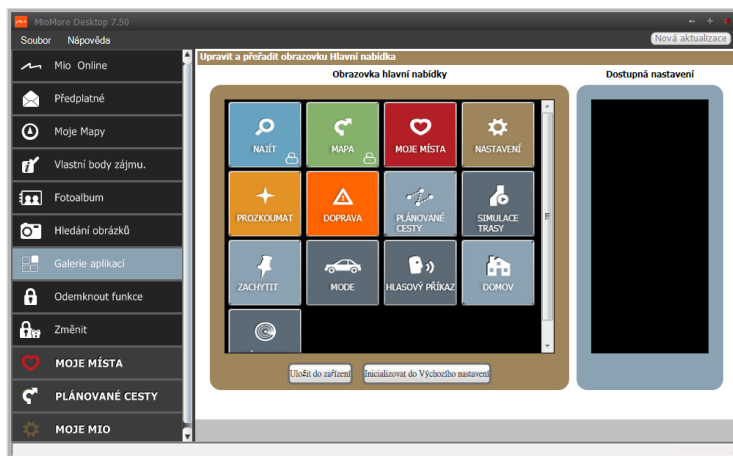 MioMore Desktop 7.50
Soubor Nápověda
Nová aktualizace
Mio Online
Předplatné
Moje Mapy
Vlastní body zájmu.
Fotoalbum
Hledání obrázků
Galerie aplikací
Odemknout funkce
Změnit
MOJE MÍSTA
PLÁNOVANÉ CESTY
MOJE MIO
Upravit a přeřadit obrazovku Hlavní nabídka
Obrazovka hlavní nabídky
Dostupná nastavení
NAJÍT
MAPA
MOJE MÍSTA
NASTAVENÍ
PROZKOUMAT
DOPRAVA
PLÁNOVANÉ
CESTY
SIMULACE
TRASY
ZACHYTIT
MODE
HLASOVÝ PŘÍKAZ
DOMOV
Uložit do zařízení
Inicializovat do Výchozího nastavení